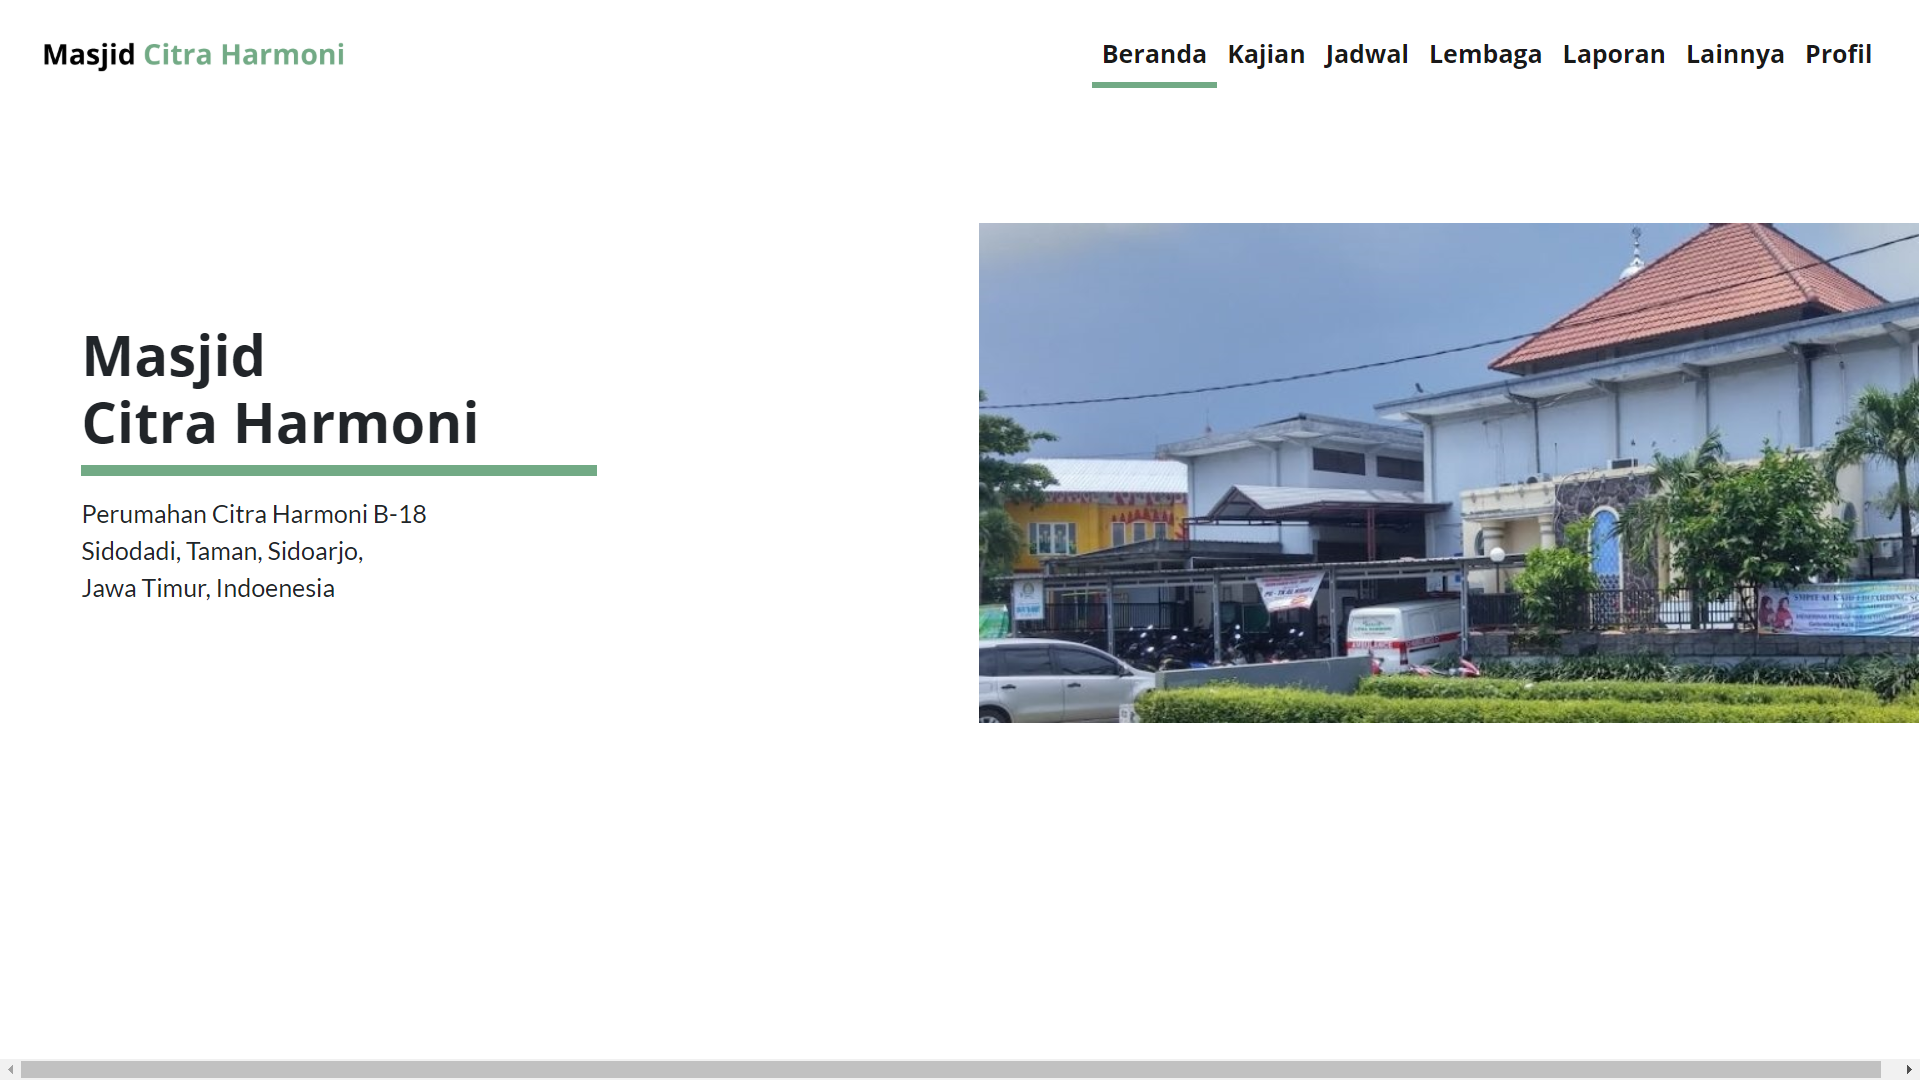 Masjid Citra Harmoni
Beranda Kajian Jadwal Lembaga Laporan Lainnya Profil
Masjid
Citra Harmoni
Perumahan Citra Harmoni B-18
Sidodadi, Taman, Sidoarjo,
Jawa Timur, Indoenesia
AMBULANCE